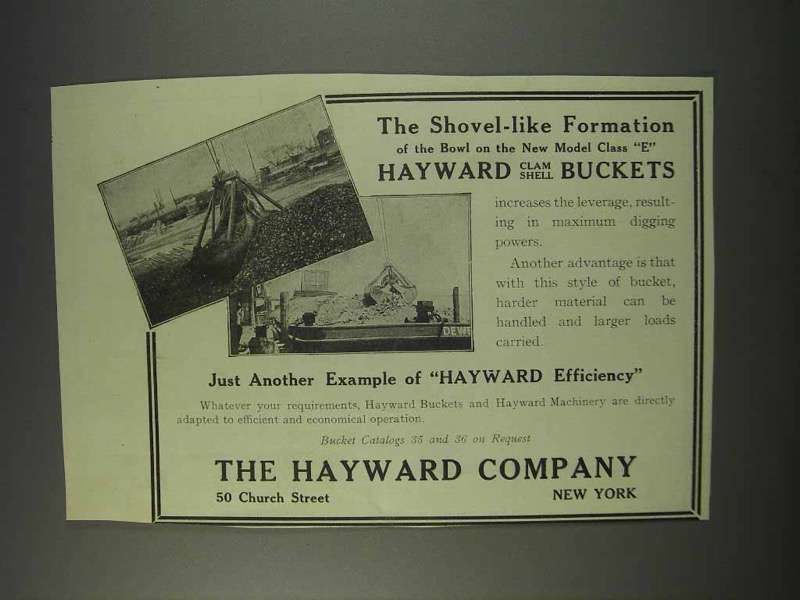 The Shovel-like Formation
of the Bowl on the New Model Class "E"
HAYWARD CLAM SHELL BUCKETS
increases the leverage, result-
ing in maximum digging
powers.
Another advantage is that
with this style of bucket,
harder material can be
handled and larger loads
carried.
DEWE
Just Another Example of "HAYWARD Efficiency"
Whatever your requirements, Hayward Buckets and Hayward Machinery are directly
adapted to efficient and economical operation.
Bucket Catalogs 35 and 36 on Request
THE HAYWARD COMPANY
50 Church Street NEW YORK